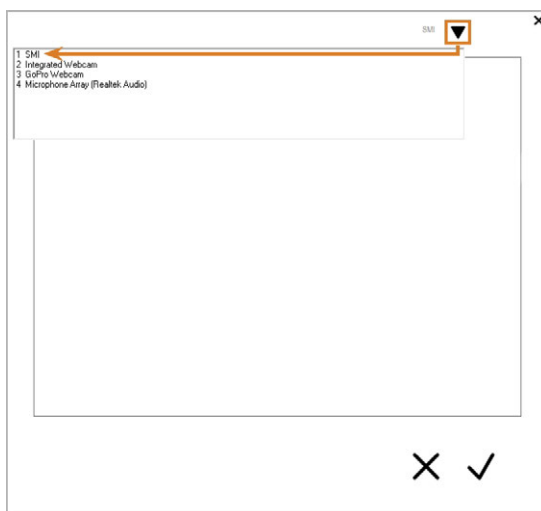 SMI
1 SMI
2 Integrated Webcam
3 GoPro Webcam
4 Microphone Array (Realtek Audio)